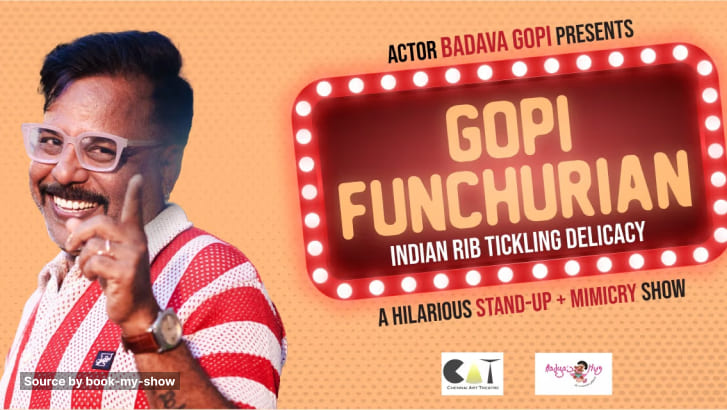 ACTOR BADAVA GOPI PRESENTS
GOPI
FUNCHURIAN
INDIAN RIB TICKLING DELICACY
A HILARIOUS STAND-UP + MIMICRY SHOW
CAT
CHENNAI ART THEATRE
Source by book-my-show